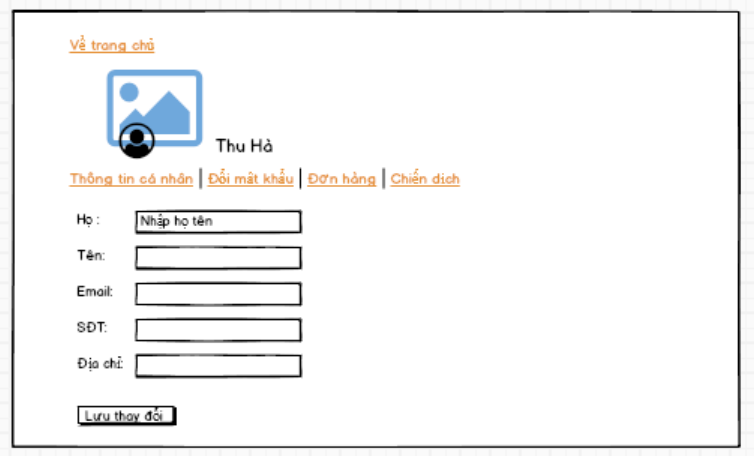 Về trang chủ
Thu Hà
Thông tin cá nhân | Đổi mật khẩu | Đơn hàng | Chiến dịch
Họ : Nhập họ tên
Tên:
Email:
SĐT:
Địa chỉ:
Lưu thay đổi